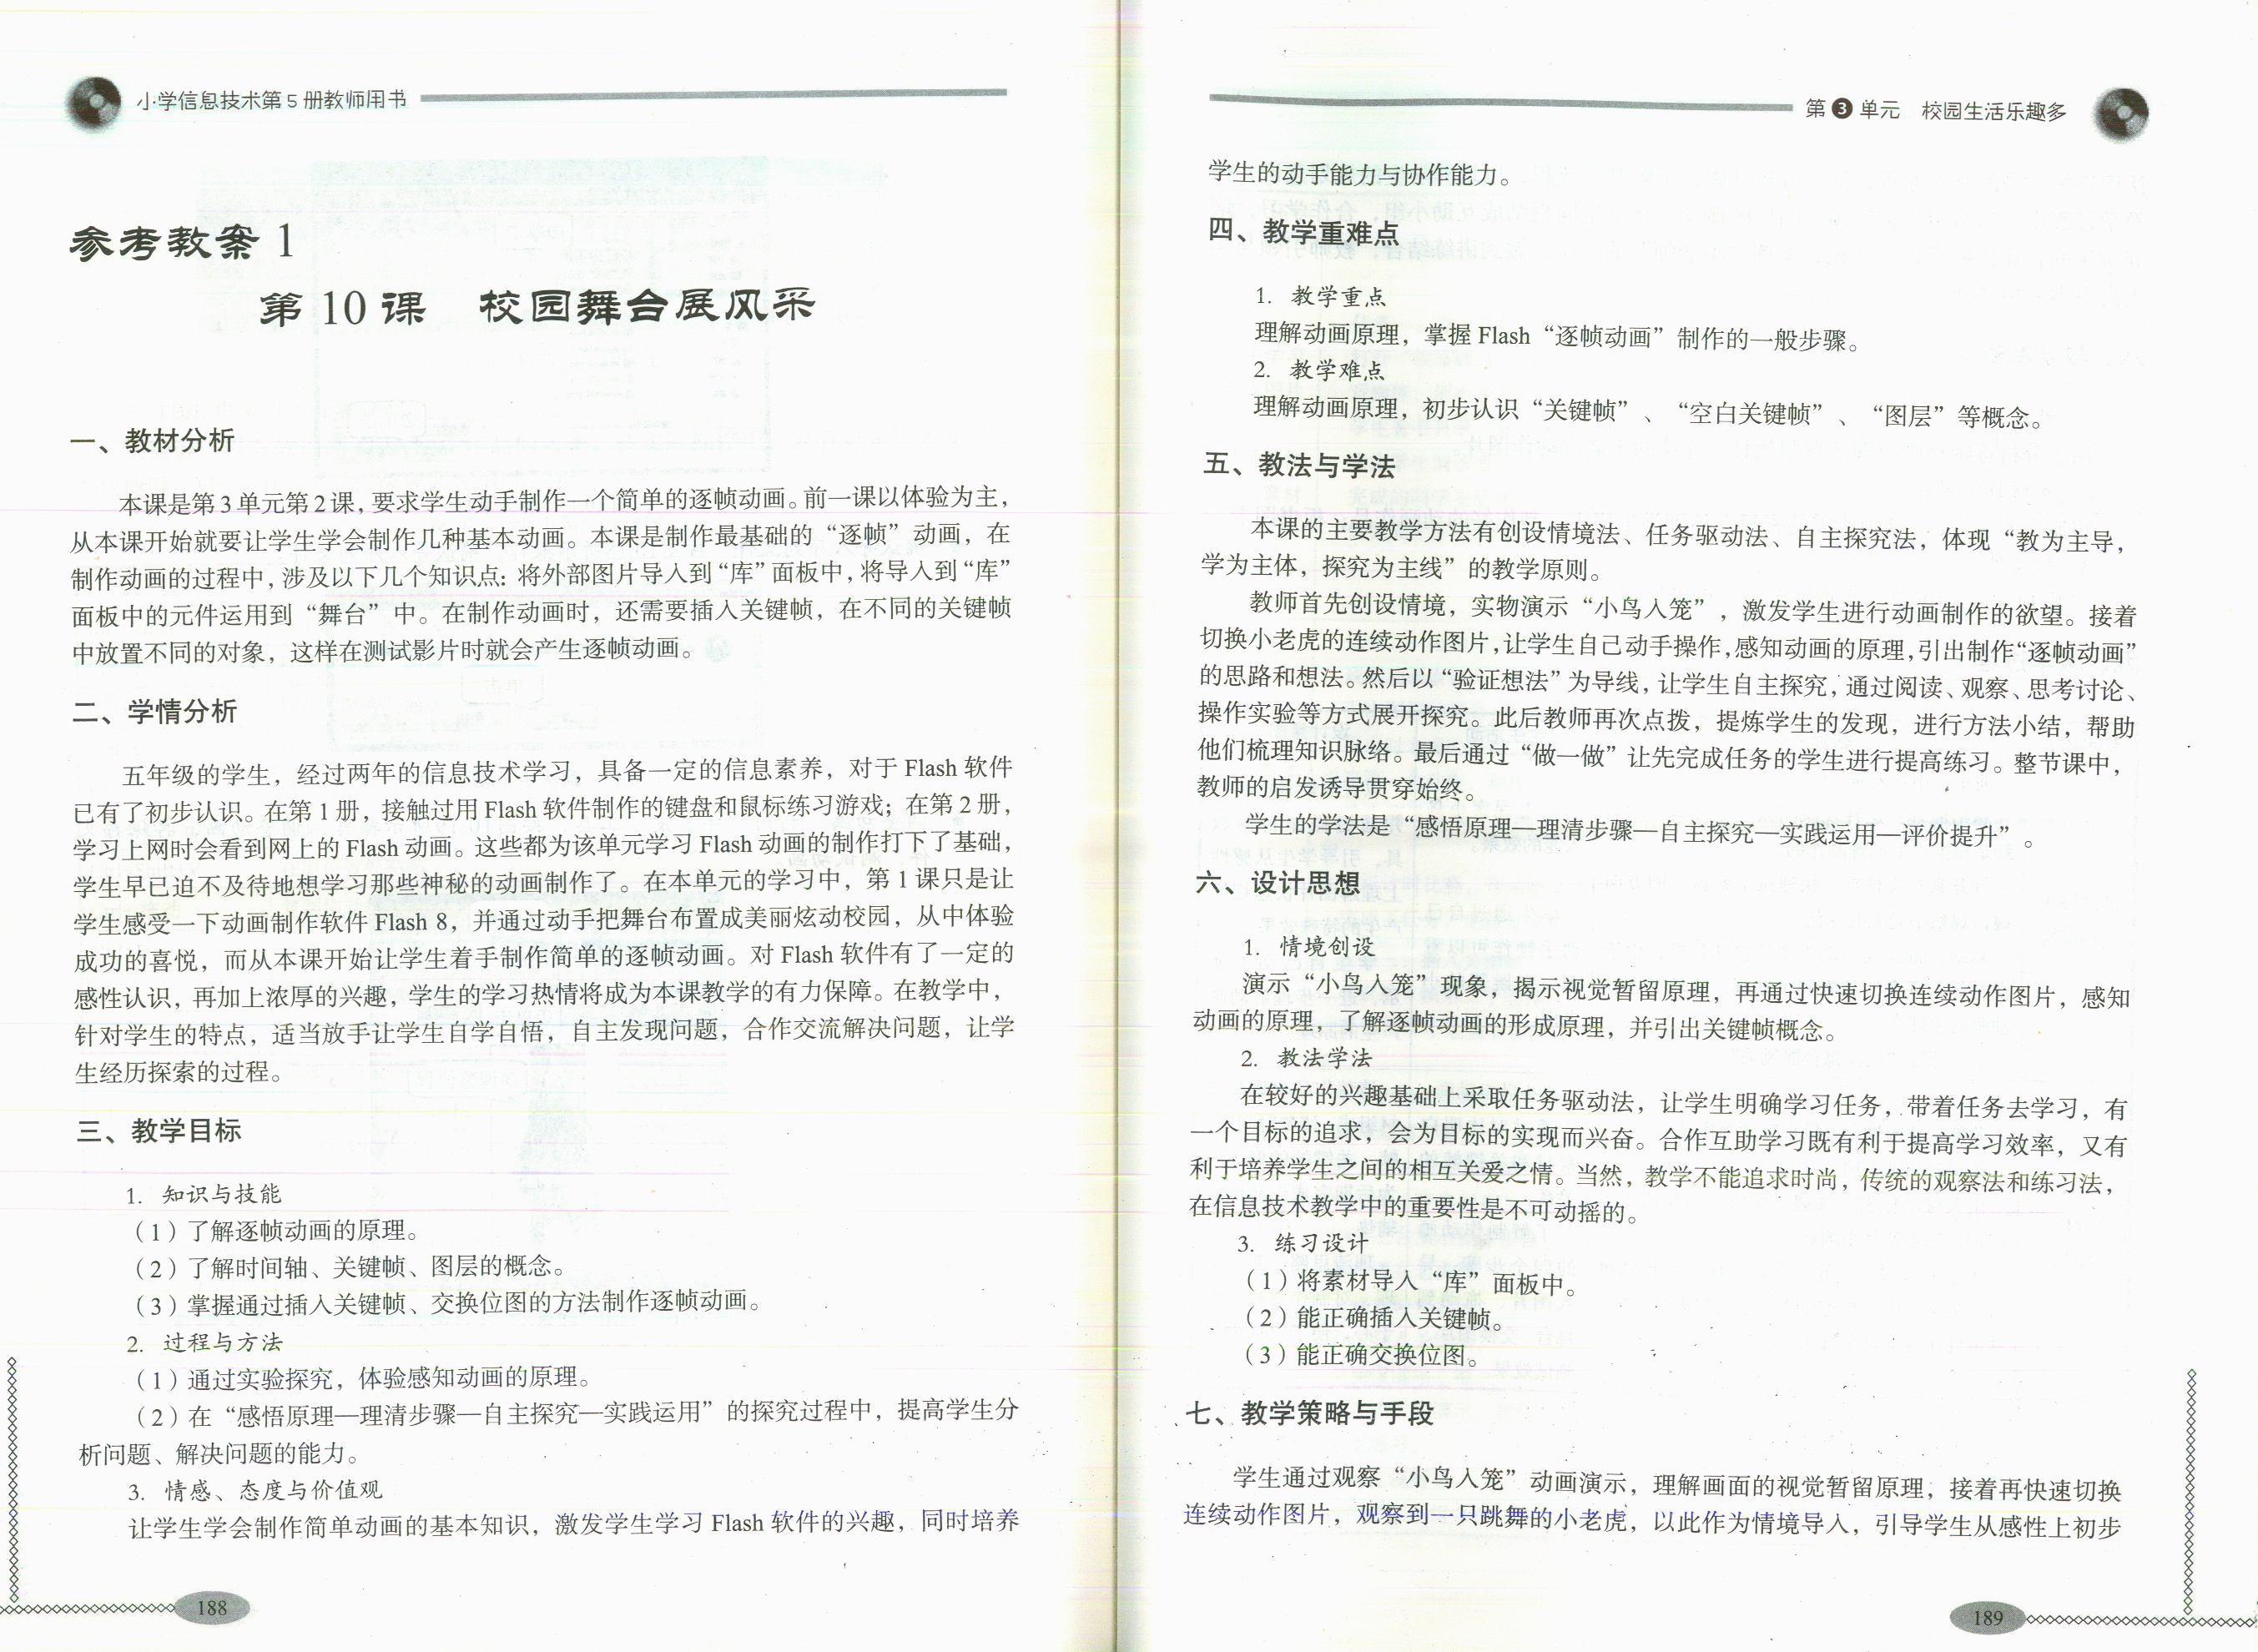 小学信息技术第 5 册教师用书
参考教案 1
第 10 课　校园舞台展风采
一、教材分析
本课是第 3 单元第 2 课，要求学生动手制作一个简单的逐帧动画。前一课以体验为主，
从本课开始就要让学生学会制作几种基本动画。本课是制作最基础的“逐帧”动画，在
制作动画的过程中，涉及以下几个知识点：将外部图片导入到“库”面板中，将导入到“库”
面板中的元件运用到“舞台”中。在制作动画时，还需要插入关键帧，在不同的关键帧
中放置不同的对象，这样在测试影片时就会产生逐帧动画。
二、学情分析
五年级的学生，经过两年的信息技术学习，具备一定的信息素养，对于 Flash 软件
已有了初步认识。在第 1 册，接触过用 Flash 软件制作的键盘和鼠标练习游戏；在第 2 册，
学习上网时会看到网上的 Flash 动画。这些都为该单元学习 Flash 动画的制作打下了基础，
学生早已迫不及待地想学习那些神秘的动画制作了。在本单元的学习中，第 1 课只是让
学生感受一下动画制作软件 Flash 8，并通过动手把舞台布置成美丽炫动校园，从中体验
成功的喜悦，而从本课开始让学生着手制作简单的逐帧动画。对 Flash 软件有了一定的
感性认识，再加上浓厚的兴趣，学生的学习热情将成为本课教学的有力保障。在教学中，
针对学生的特点，适当放手让学生自学自悟，自主发现问题，合作交流解决问题，让学
生经历探索的过程。
三、教学目标
1. 知识与技能
（1）了解逐帧动画的原理。
（2）了解时间轴、关键帧、图层的概念。
（3）掌握通过插入关键帧、交换位图的方法制作逐帧动画。
2. 过程与方法
（1）通过实验探究，体验感知动画的原理。
（2）在“感悟原理—理清步骤—自主探究—实践运用”的探究过程中，提高学生分
析问题、解决问题的能力。
3. 情感、态度与价值观
让学生学会制作简单动画的基本知识，激发学生学习 Flash 软件的兴趣，同时培养
188
第 3 单元　校园生活乐趣多
学生的动手能力与协作能力。
四、教学重难点
1. 教学重点
理解动画原理，掌握 Flash“逐帧动画”制作的一般步骤。
2. 教学难点
理解动画原理，初步认识“关键帧”、“空白关键帧”、“图层”等概念。
五、教法与学法
本课的主要教学方法有创设情境法、任务驱动法、自主探究法，体现“教为主导，
学为主体，探究为主线”的教学原则。
教师首先创设情境，实物演示“小鸟入笼”，激发学生进行动画制作的欲望。接着
切换小老虎的连续动作图片，让学生自己动手操作，感知动画的原理，引出制作“逐帧动画”
的思路和想法。然后以“验证想法”为导线，让学生自主探究，通过阅读、观察、思考讨论、
操作实验等方式展开探究。此后教师再次点拨，提炼学生的发现，进行方法小结，帮助
他们梳理知识脉络。最后通过“做一做”让先完成任务的学生进行提高练习。整节课中，
教师的启发诱导贯穿始终。
学生的学法是“感悟原理—理清步骤—自主探究—实践运用—评价提升”。
六、设计思想
1. 情境创设
演示“小鸟入笼”现象，揭示视觉暂留原理，再通过快速切换连续动作图片，感知
动画的原理，了解逐帧动画的形成原理，并引出关键帧概念。
2. 教法学法
在较好的兴趣基础上采取任务驱动法，让学生明确学习任务，带着任务去学习，有
一个目标的追求，会为目标的实现而兴奋。合作互助学习既有利于提高学习效率，又有
利于培养学生之间的相互关爱之情。当然，教学不能追求时尚，传统的观察法和练习法，
在信息技术教学中的重要性是不可动摇的。
3. 练习设计
（1）将素材导入“库”面板中。
（2）能正确插入关键帧。
（3）能正确交换位图。
七、教学策略与手段
学生通过观察“小鸟入笼”动画演示，理解画面的视觉暂留原理，接着再快速切换
连续动作图片，观察到一只跳舞的小老虎，以此作为情境导入，引导学生从感性上初步
189